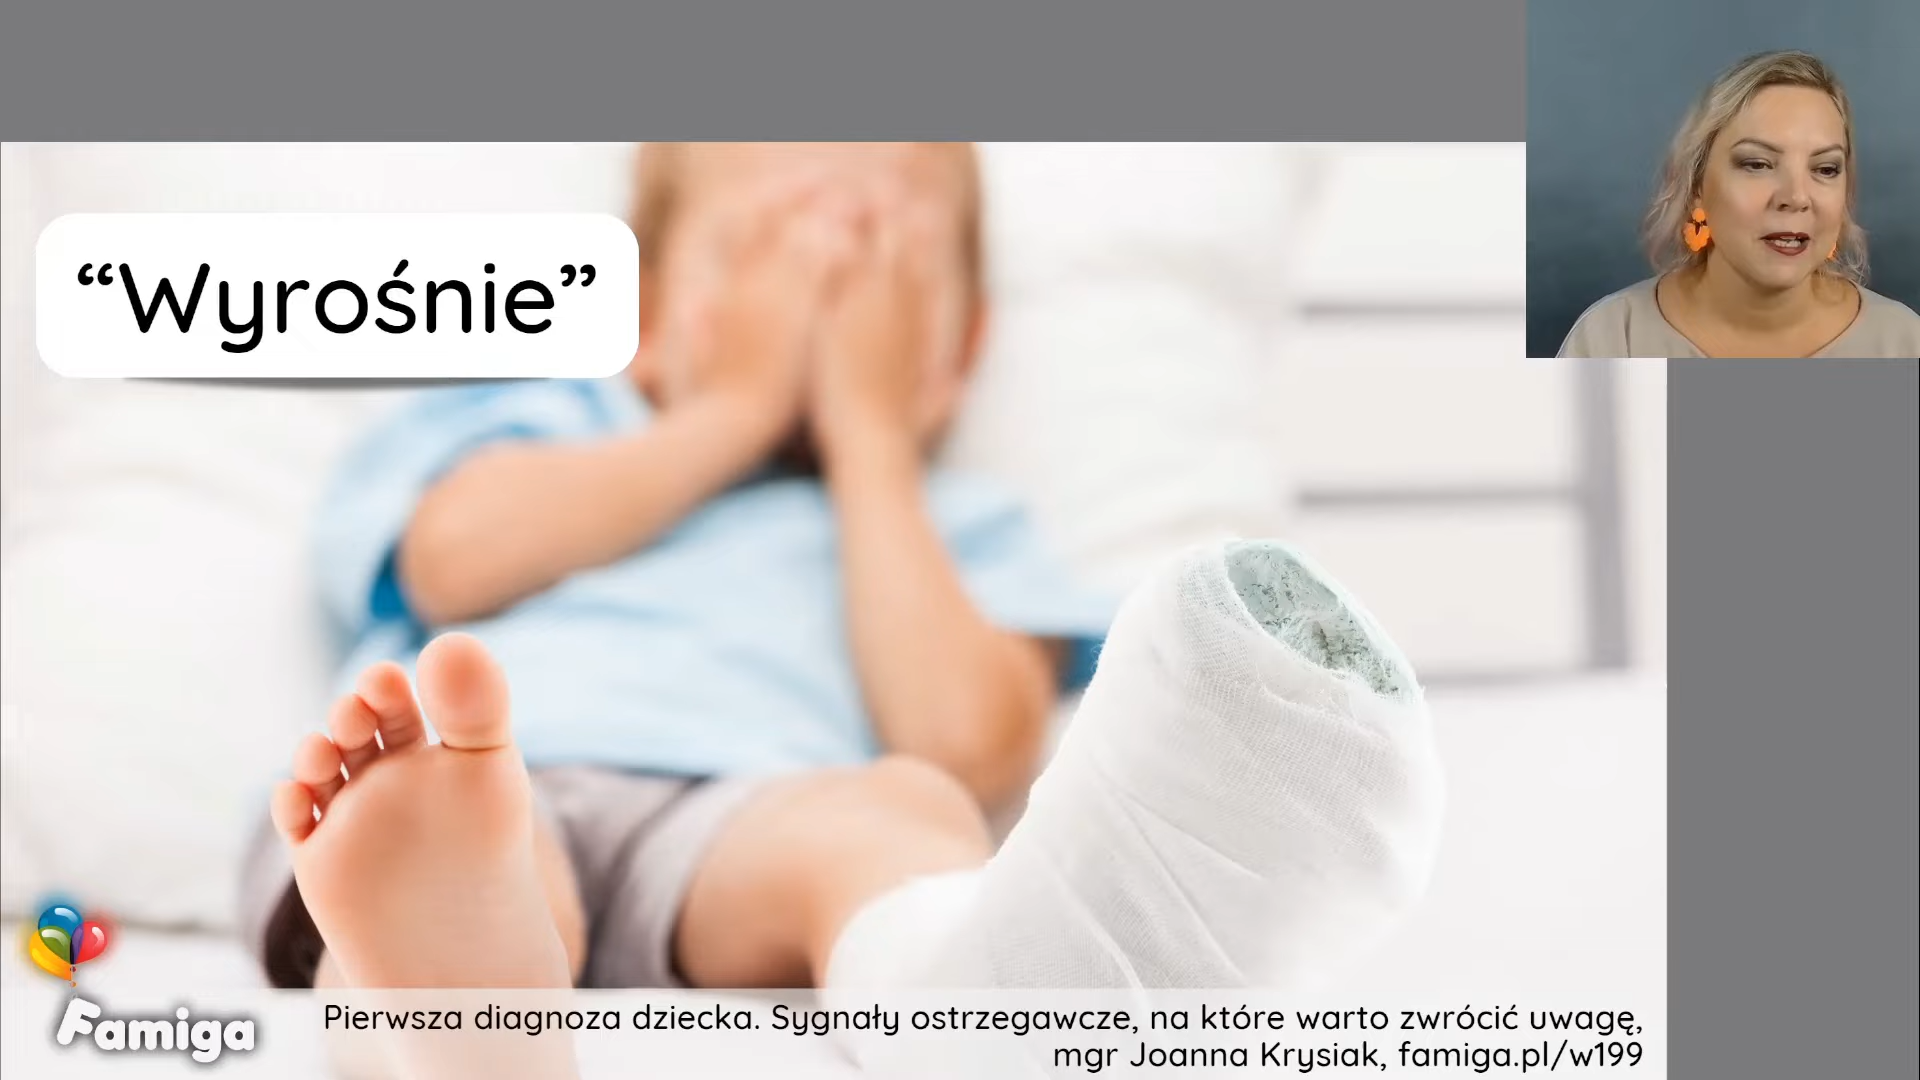 “Wyrośnie”
Famiga
Pierwsza diagnoza dziecka. Sygnały ostrzegawcze, na które warto zwrócić uwagę,
mgr Joanna Krysiak, famiga.pl/w199